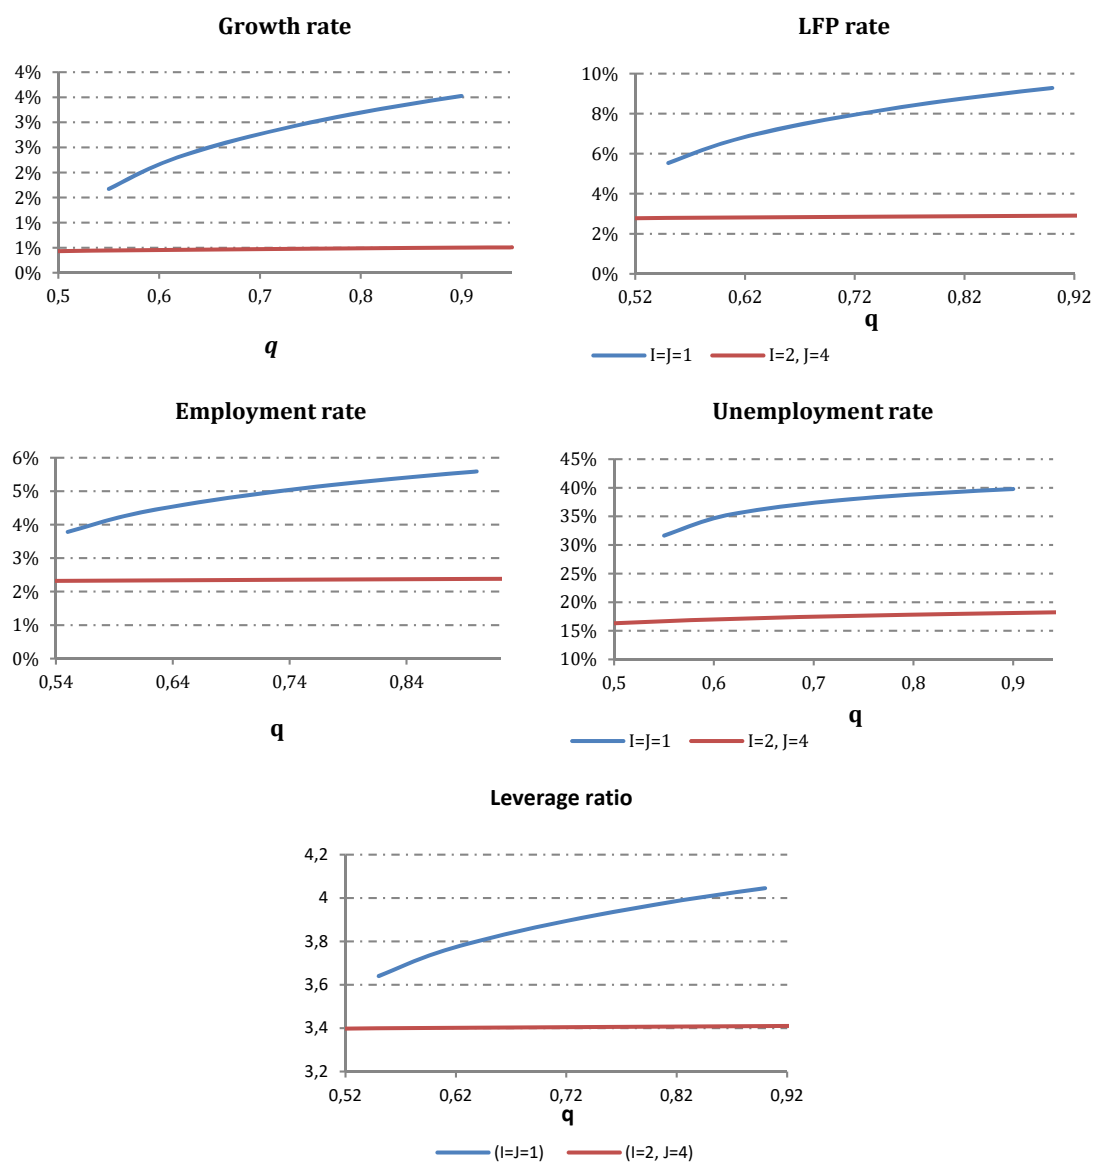 Growth rate
4%
4%
3%
3%
2%
2%
1%
1%
0%
0,5 0,6 0,7 0,8 0,9
q
LFP rate
10%
8%
6%
4%
2%
0%
0,52 0,62 0,72 0,82 0,92
q
I=J=1 I=2, J=4
Employment rate
6%
5%
4%
3%
2%
1%
0%
0,54 0,64 0,74 0,84
q
Unemployment rate
45%
40%
35%
30%
25%
20%
15%
10%
0,5 0,6 0,7 0,8 0,9
q
I=J=1 I=2, J=4
Leverage ratio
4,2
4
3,8
3,6
3,4
3,2
0,52 0,62 0,72 0,82 0,92
q
(I=J=1) (I=2, J=4)